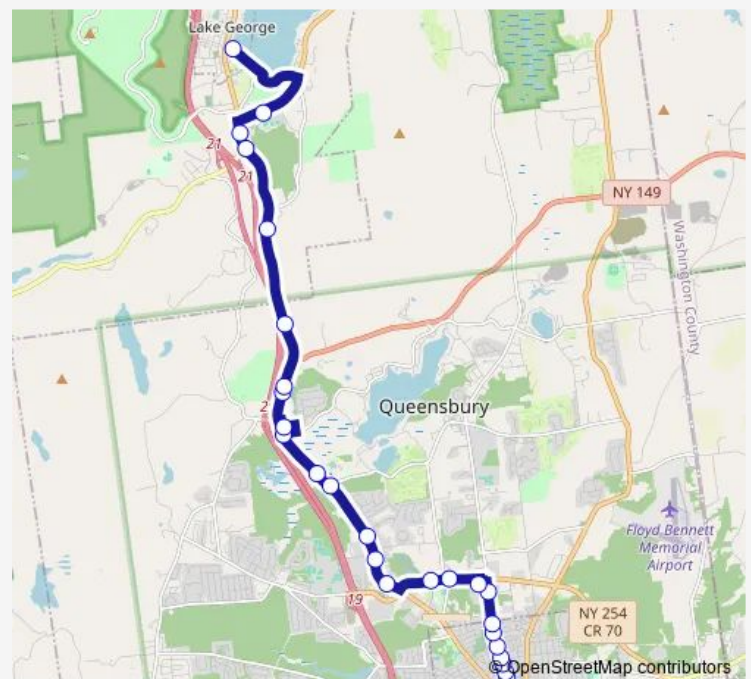 Lake George
21
21
NY 149
Washington County
2
Queensbury
Floyd Bennett
Memorial
Airport
19
NY 254
CR 70
© OpenStreetMap contributors